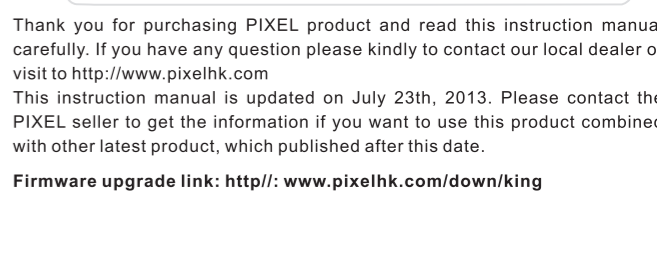 Thank you for purchasing PIXEL product and read this instruction manua
carefully. If you have any question please kindly to contact our local dealer o
visit to http://www.pixelhk.com
This instruction manual is updated on July 23th, 2013. Please contact the
PIXEL seller to get the information if you want to use this product combined
with other latest product, which published after this date.
Firmware upgrade link: http//: www.pixelhk.com/down/king